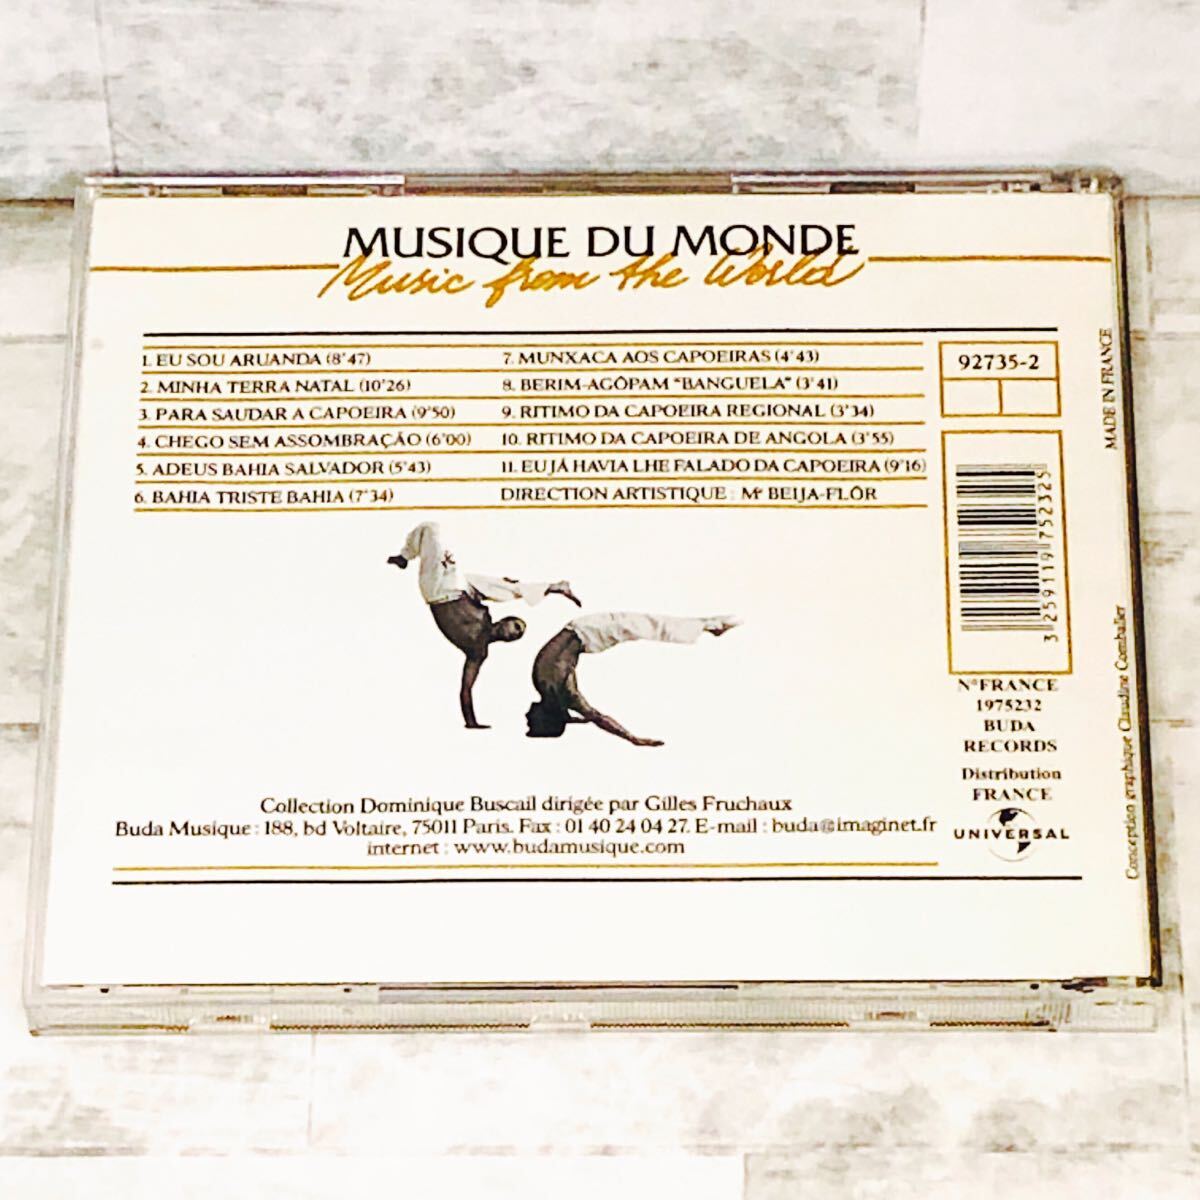 MUSIQUE DU MONDE
Music from the World
1. EU SOU ARUANDA (8'47)
2. MINHA TERRA NATAL (10'26)
3. PARA SAUDAR A CAPOEIRA (9'50)
4. CHEGO SEM ASSOMBRAÇÃO (6'00)
5. ADEUS BAHIA SALVADOR (5'43)
6. BAHIA TRISTE BAHIA (7'34)
7. MUNXACA AOS CAPOEIRAS (4'43)
8. BERIM-AGÔPAM "BANGUELA" (3'41)
9. RITIMO DA CAPOEIRA REGIONAL (3'34)
10. RITIMO DA CAPOEIRA DE ANGOLA (3'55)
11. EU JÁ HAVIA LHE FALADO DA CAPOEIRA (9'16)
DIRECTION ARTISTIQUE : Me BEIJA-FLÔR
92735-2
MADE IN FRANCE
3 259119 752325
N° FRANCE
1975232
BUDA
RECORDS
Distribution
FRANCE
UNIVERSAL
Conception graphique Claudine Combalier
Collection Dominique Buscail dirigée par Gilles Fruchaux
Buda Musique : 188, bd Voltaire, 75011 Paris. Fax : 01 40 24 04 27. E-mail : buda@imaginet.fr
internet : www.budamusique.com